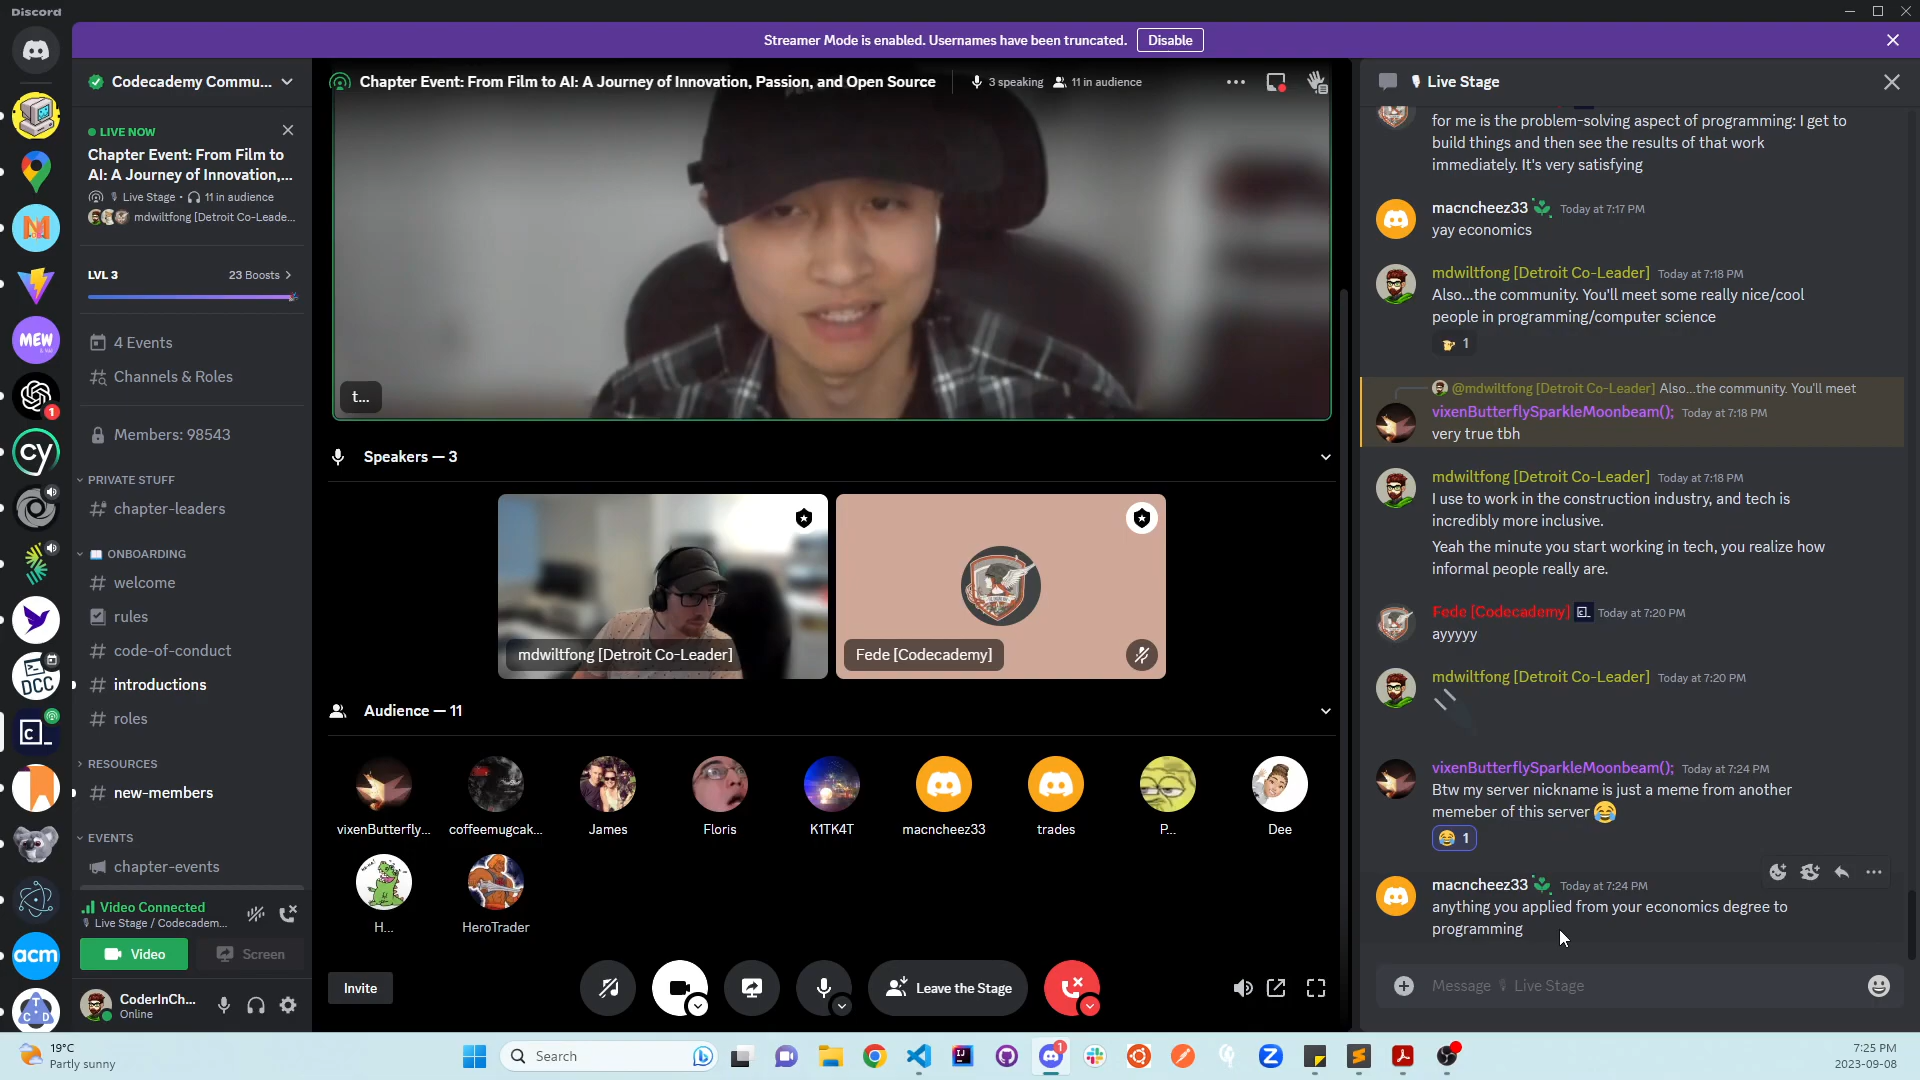 Discord
Streamer Mode is enabled. Usernames have been truncated.
Disable
Codecademy Commu...
LIVE NOW
Chapter Event: From Film to
AI: A Journey of Innovation,...
Live Stage • 11 in audience
mdwiltfong [Detroit Co-Leade...
LVL 3
23 Boosts
4 Events
Channels & Roles
Members: 98543
PRIVATE STUFF
chapter-leaders
ONBOARDING
welcome
rules
code-of-conduct
introductions
roles
RESOURCES
new-members
EVENTS
chapter-events
Video Connected
Live Stage / Codecadem...
Video
Screen
CoderInCh...
Online
MEW
1
cy
DCC
C_
acm
T
C D
Chapter Event: From Film to AI: A Journey of Innovation, Passion, and Open Source
3 speaking
11 in audience
t...
Speakers — 3
mdwiltfong [Detroit Co-Leader]
Fede [Codecademy]
Audience — 11
vixenButterfly...
coffeemugcak...
James
Floris
K1TK4T
macncheez33
trades
P...
Dee
H...
HeroTrader
Invite
Leave the Stage
Live Stage
for me is the problem-solving aspect of programming: I get to
build things and then see the results of that work
immediately. It's very satisfying
macncheez33 Today at 7:17 PM
yay economics
mdwiltfong [Detroit Co-Leader] Today at 7:18 PM
Also...the community. You'll meet some really nice/cool
people in programming/computer science
1
@mdwiltfong [Detroit Co-Leader] Also...the community. You'll meet
vixenButterflySparkleMoonbeam(); Today at 7:18 PM
very true tbh
mdwiltfong [Detroit Co-Leader] Today at 7:18 PM
I use to work in the construction industry, and tech is
incredibly more inclusive.
Yeah the minute you start working in tech, you realize how
informal people really are.
Fede [Codecademy] Today at 7:20 PM
ayyyyy
mdwiltfong [Detroit Co-Leader] Today at 7:20 PM
vixenButterflySparkleMoonbeam(); Today at 7:24 PM
Btw my server nickname is just a meme from another
memeber of this server 😂
😂 1
macncheez33 Today at 7:24 PM
anything you applied from your economics degree to
programming
Message Live Stage
19°C
Partly sunny
Search
1
7:25 PM
2023-09-08